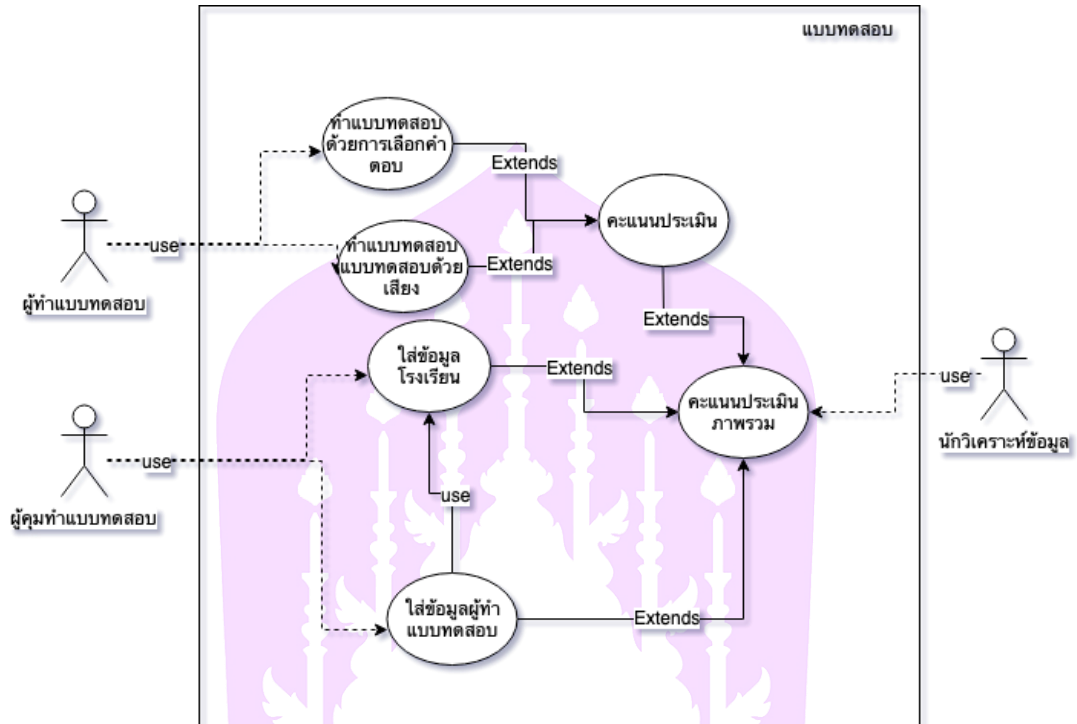 แบบทดสอบ
ทำแบบทดสอบ
ด้วยการเลือกคำ
ตอบ
Extends
คะแนนประเมิน
use
ทำแบบทดสอบ
แบบทดสอบด้วย
เสียง
Extends
ผู้ทำแบบทดสอบ
Extends
ใส่ข้อมูล
โรงเรียน
Extends
คะแนนประเมิน
ภาพรวม
use
นักวิเคราะห์ข้อมูล
use
ผู้คุมทำแบบทดสอบ
use
ใส่ข้อมูลผู้ทำ
แบบทดสอบ
Extends